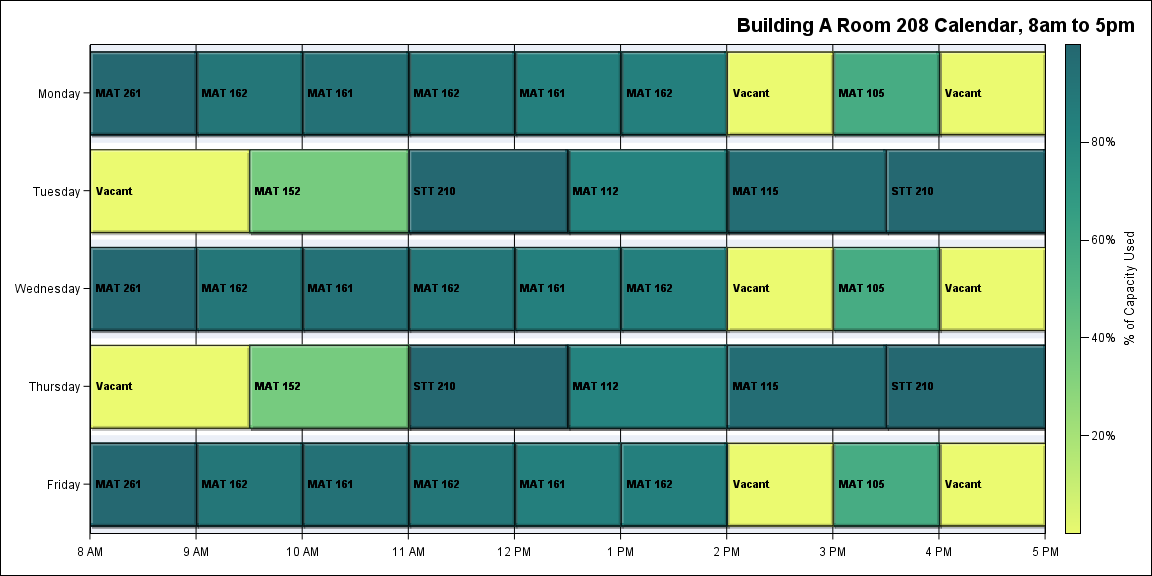 Building A Room 208 Calendar, 8am to 5pm
Monday
MAT 261
MAT 162
MAT 161
MAT 162
MAT 161
MAT 162
Vacant
MAT 105
Vacant
Tuesday
Vacant
MAT 152
STT 210
MAT 112
MAT 115
STT 210
Wednesday
MAT 261
MAT 162
MAT 161
MAT 162
MAT 161
MAT 162
Vacant
MAT 105
Vacant
Thursday
Vacant
MAT 152
STT 210
MAT 112
MAT 115
STT 210
Friday
MAT 261
MAT 162
MAT 161
MAT 162
MAT 161
MAT 162
Vacant
MAT 105
Vacant
8 AM
9 AM
10 AM
11 AM
12 PM
1 PM
2 PM
3 PM
4 PM
5 PM
80%
60%
40%
20%
% of Capacity Used